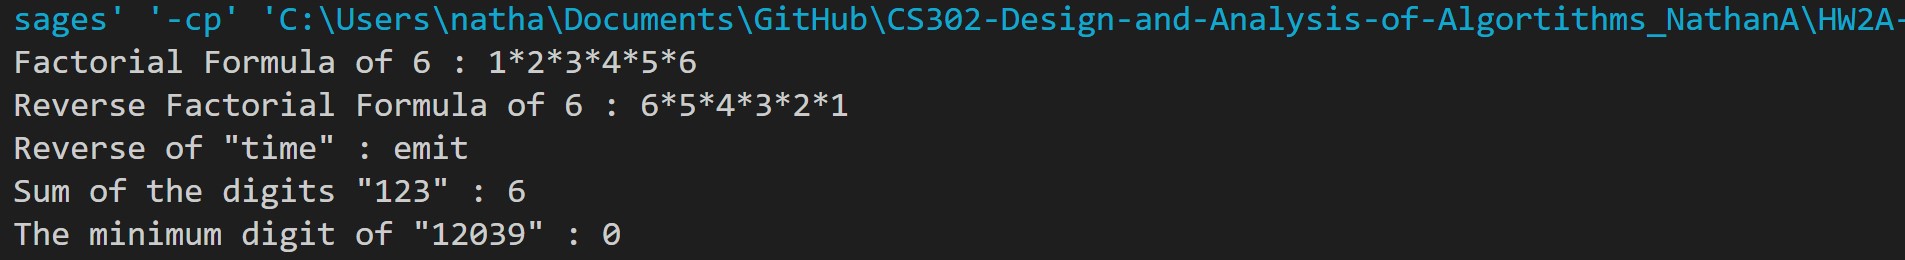 sages' '-cp' 'C:\Users\natha\Documents\GitHub\CS302-Design-and-Analysis-of-Algortithms_NathanA\HW2A-
Factorial Formula of 6 : 1*2*3*4*5*6
Reverse Factorial Formula of 6 : 6*5*4*3*2*1
Reverse of "time" : emit
Sum of the digits "123" : 6
The minimum digit of "12039" : 0